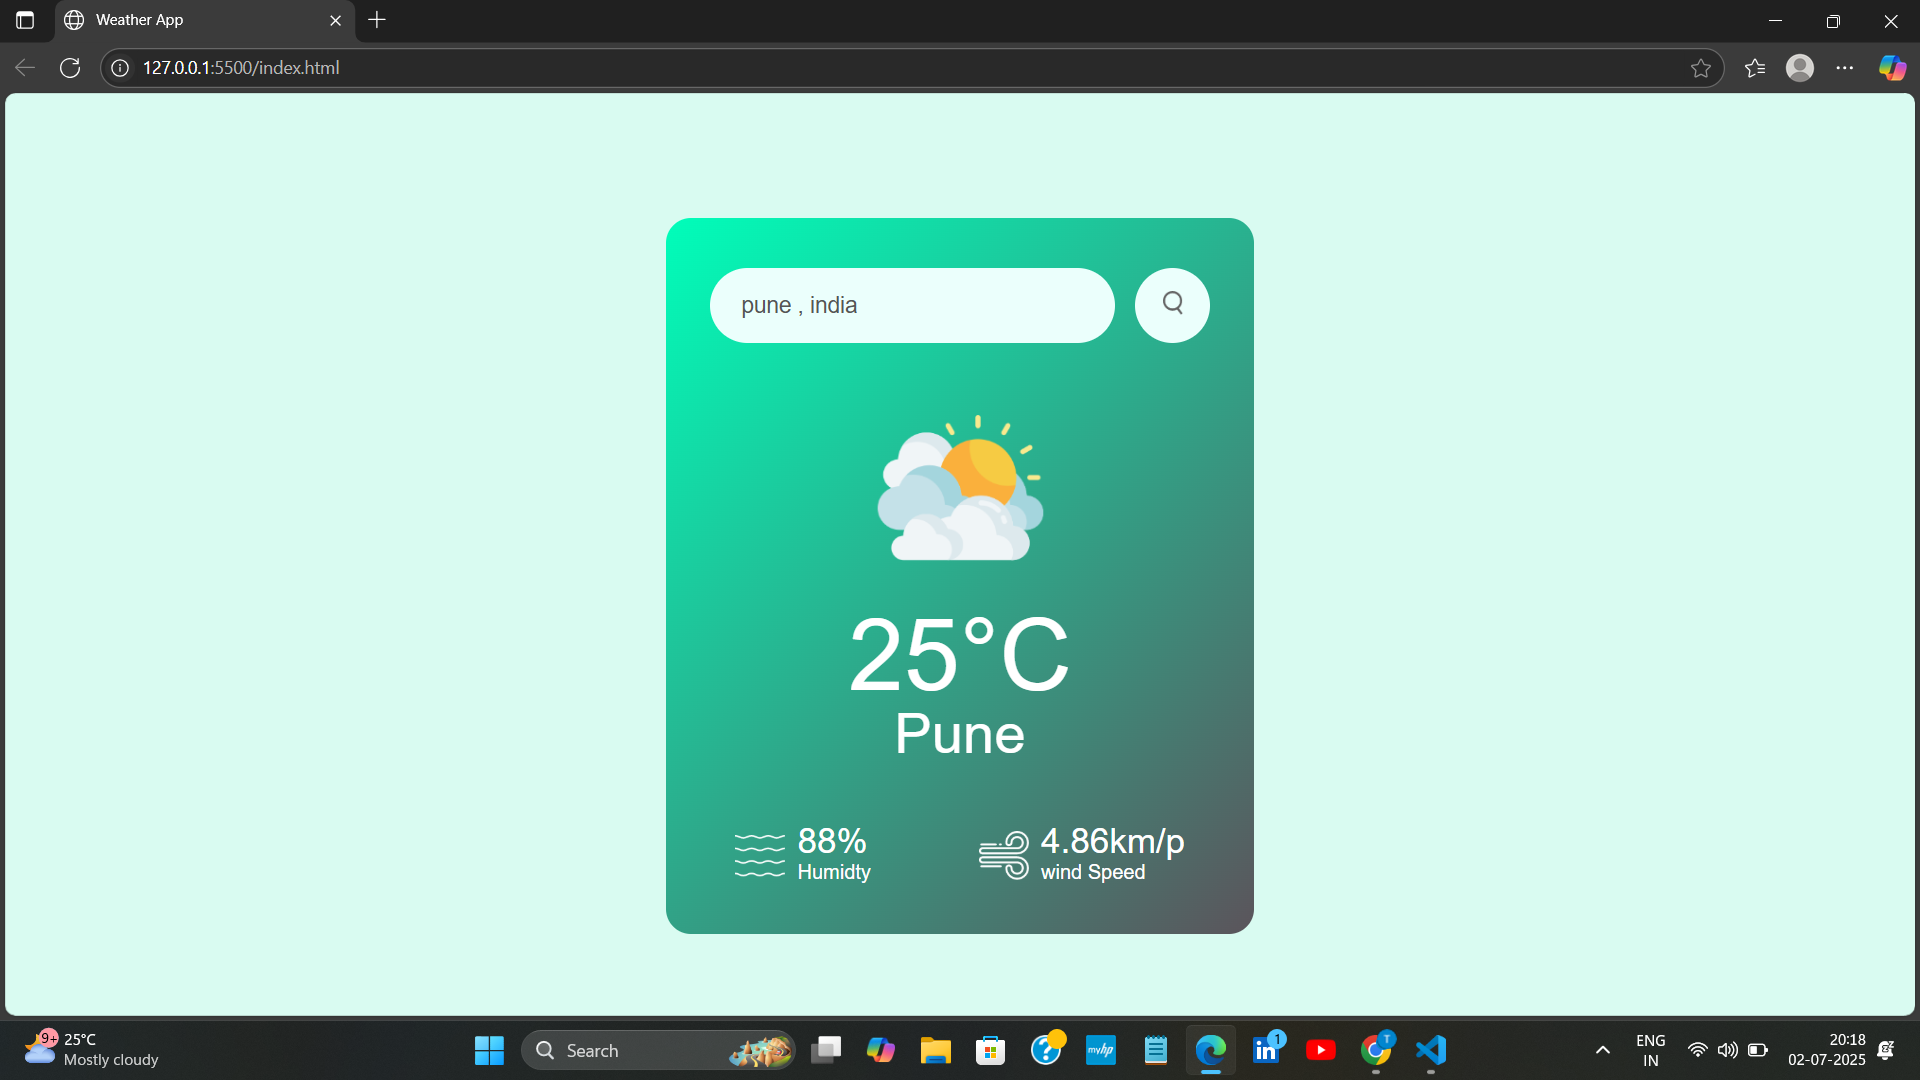 Weather App
127.0.0.1:5500/index.html
pune , india
25°C
Pune
88%
Humidty
4.86km/p
wind Speed
9+
25°C
Mostly cloudy
Search
myhp
1
T
ENG
IN
20:18
02-07-2025